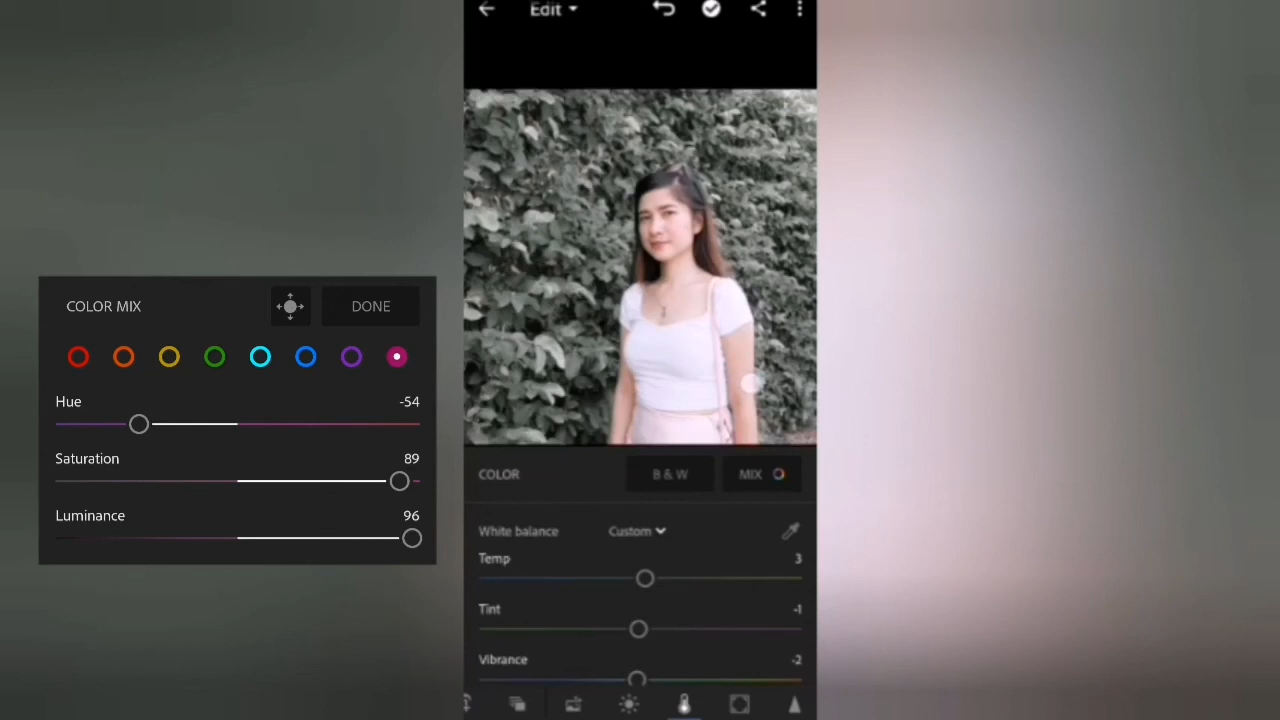 Edit
COLOR MIX
DONE
Hue
-54
Saturation
89
Luminance
96
COLOR
B & W
MIX
White balance
Custom
Temp
3
Tint
-1
Vibrance
-2